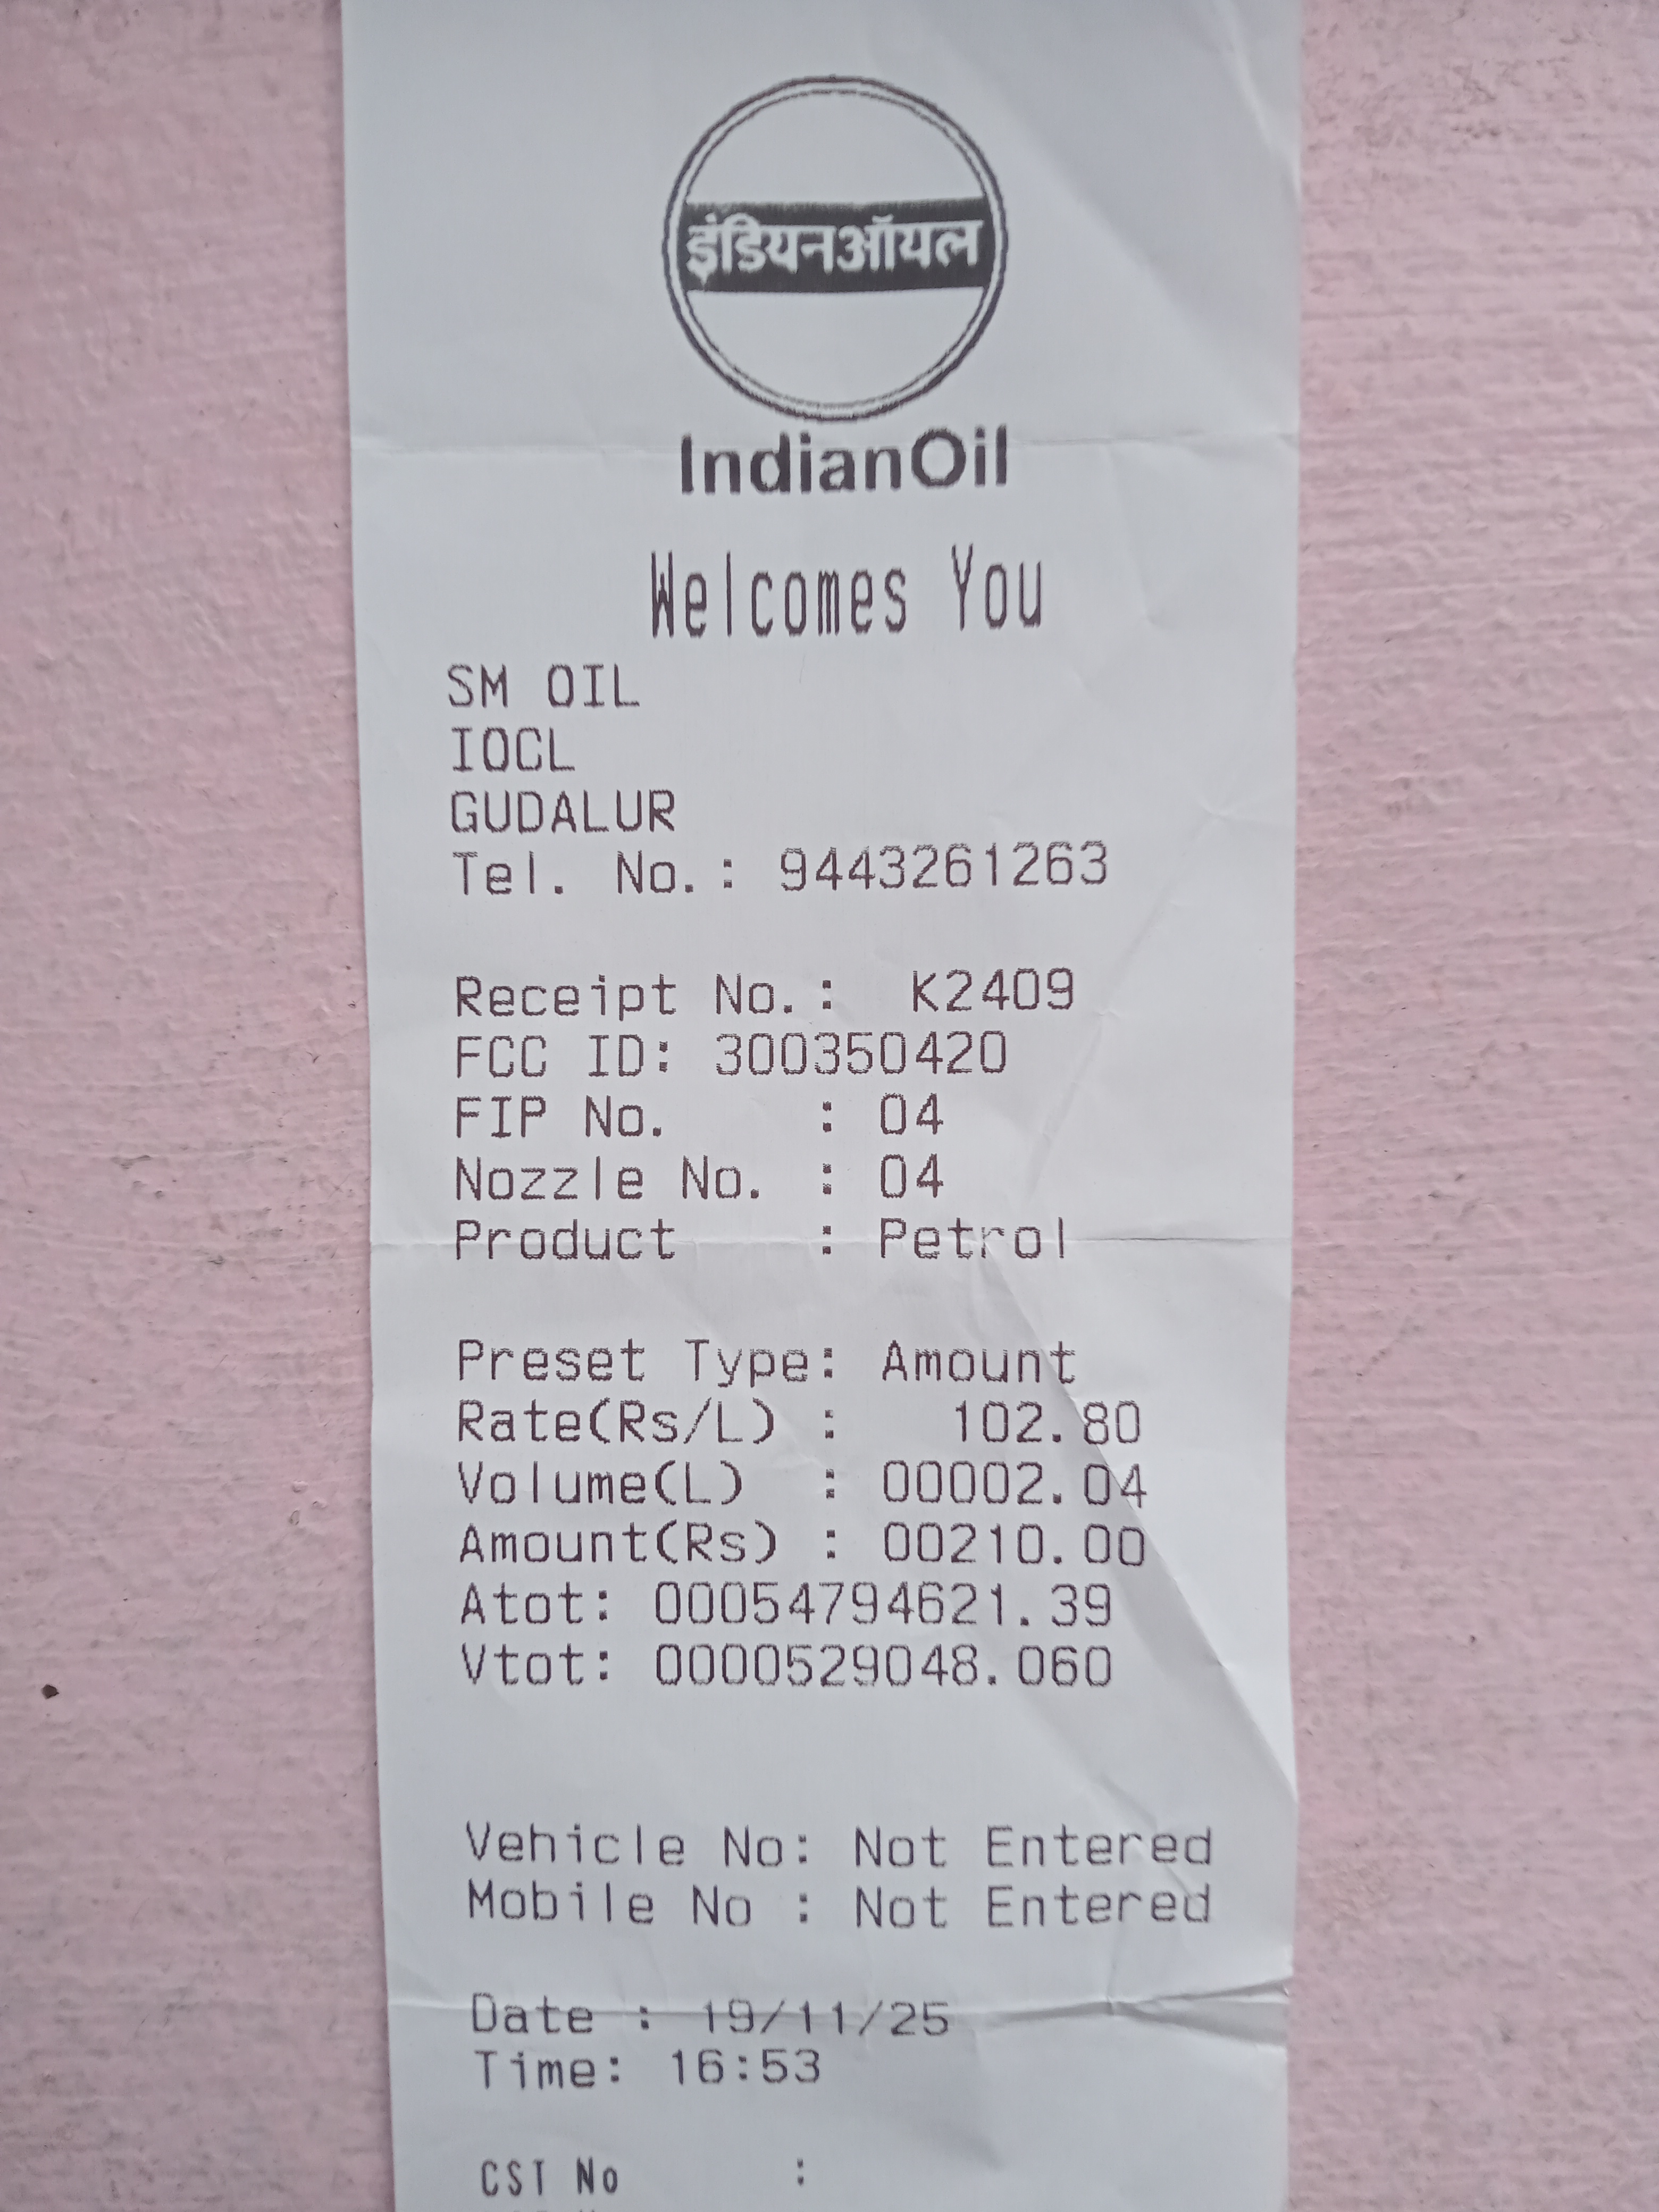 इंडियनऑयल
IndianOil
Welcomes You
SM OIL
IOCL
GUDALUR
Tel. No.: 9443261263
Receipt No.: K2409
FCC ID: 300350420
FIP No. : 04
Nozzle No. : 04
Product : Petrol
Preset Type: Amount
Rate(Rs/L) : 102.80
Volume(L) : 00002.04
Amount(Rs) : 00210.00
Atot: 00054794621.39
Vtot: 0000529048.060
Vehicle No: Not Entered
Mobile No : Not Entered
Date : 19/11/25
Time: 16:53
CST No :